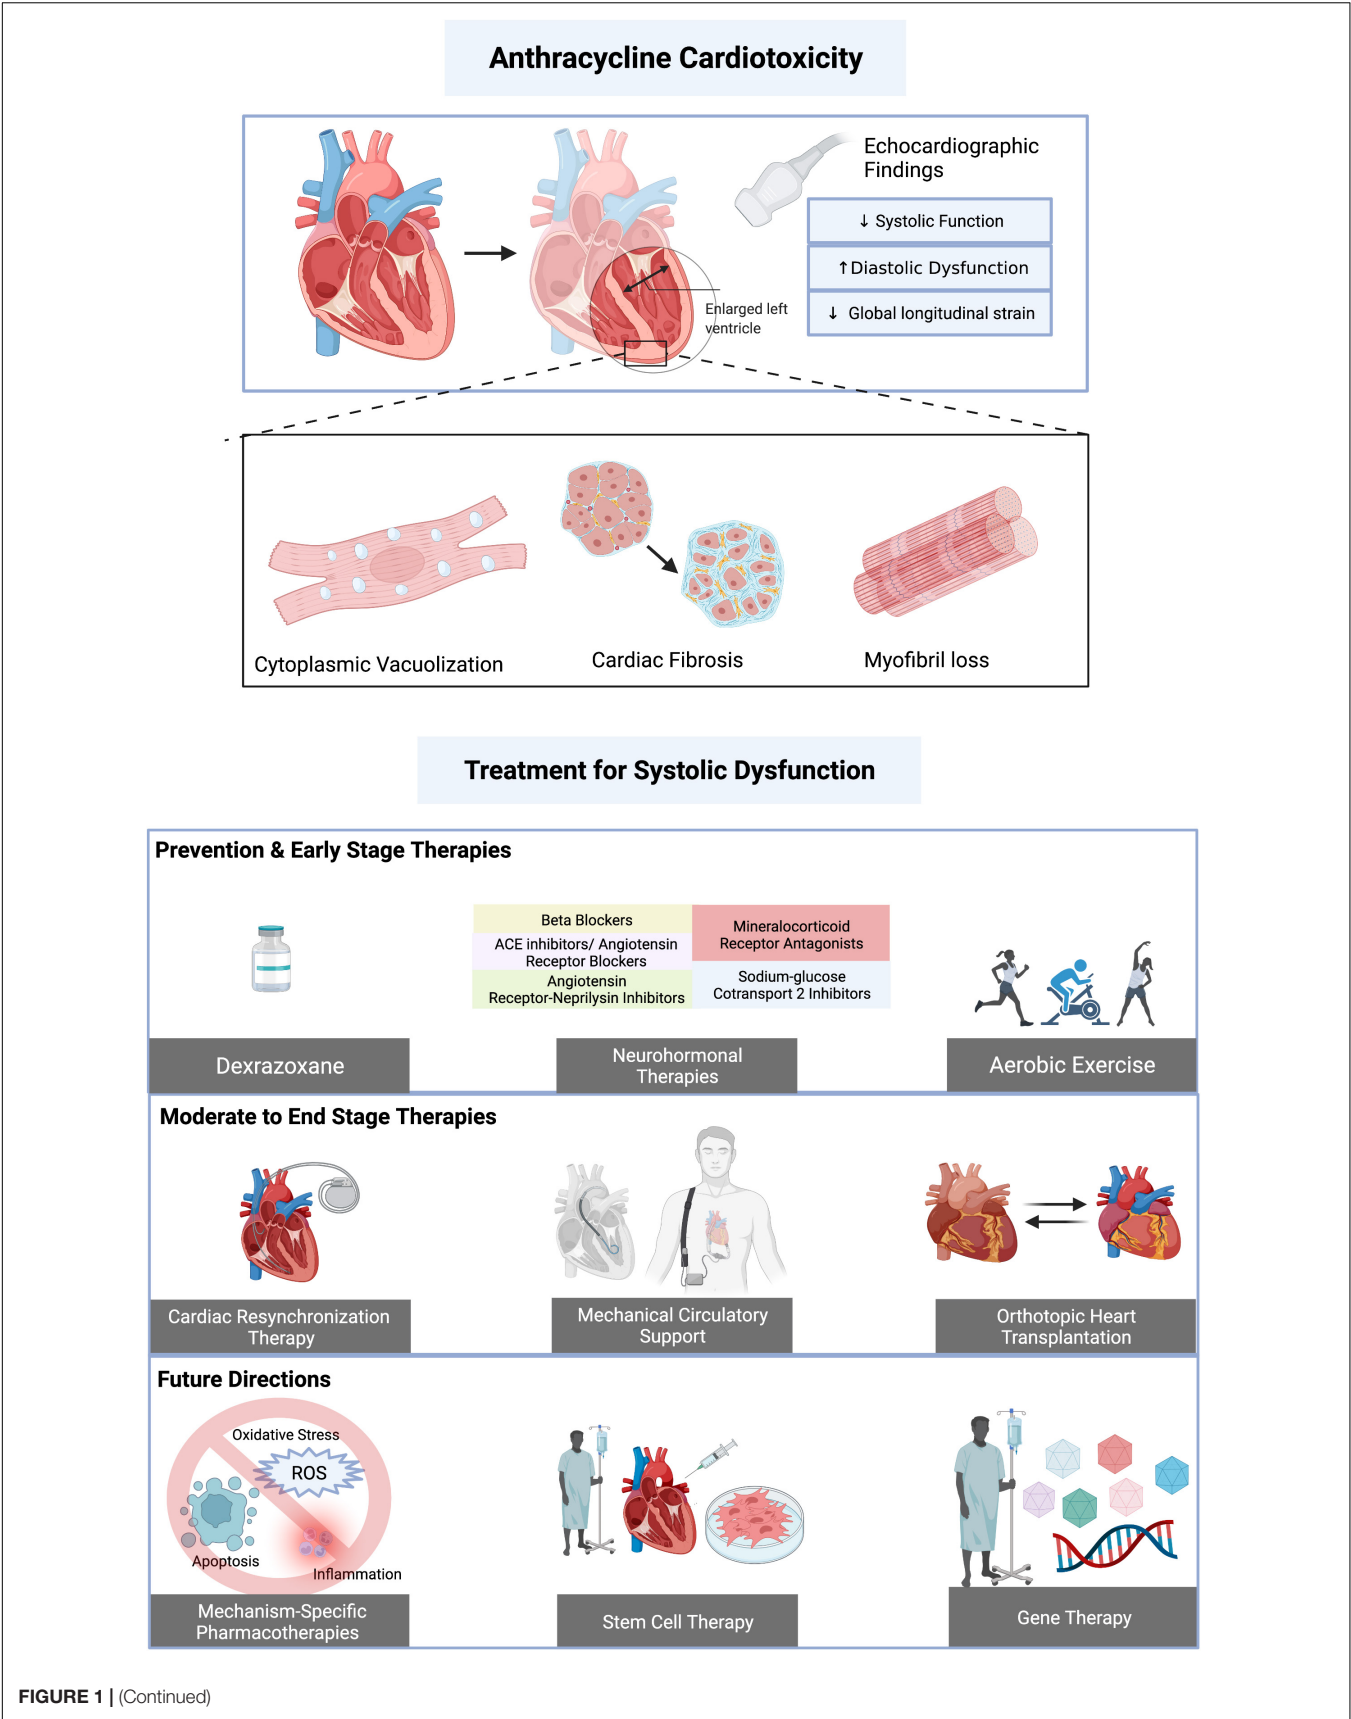 Anthracycline Cardiotoxicity
Echocardiographic
Findings
↓ Systolic Function
↑Diastolic Dysfunction
↓ Global longitudinal strain
Enlarged left
ventricle
Cytoplasmic Vacuolization
Cardiac Fibrosis
Myofibril loss
Treatment for Systolic Dysfunction
Prevention & Early Stage Therapies
Beta Blockers
ACE inhibitors/ Angiotensin
Receptor Blockers
Angiotensin
Receptor-Neprilysin Inhibitors
Mineralocorticoid
Receptor Antagonists
Sodium-glucose
Cotransport 2 Inhibitors
Dexrazoxane
Neurohormonal
Therapies
Aerobic Exercise
Moderate to End Stage Therapies
Cardiac Resynchronization
Therapy
Mechanical Circulatory
Support
Orthotopic Heart
Transplantation
Future Directions
Oxidative Stress
ROS
Apoptosis
Inflammation
Mechanism-Specific
Pharmacotherapies
Stem Cell Therapy
Gene Therapy
FIGURE 1 | (Continued)